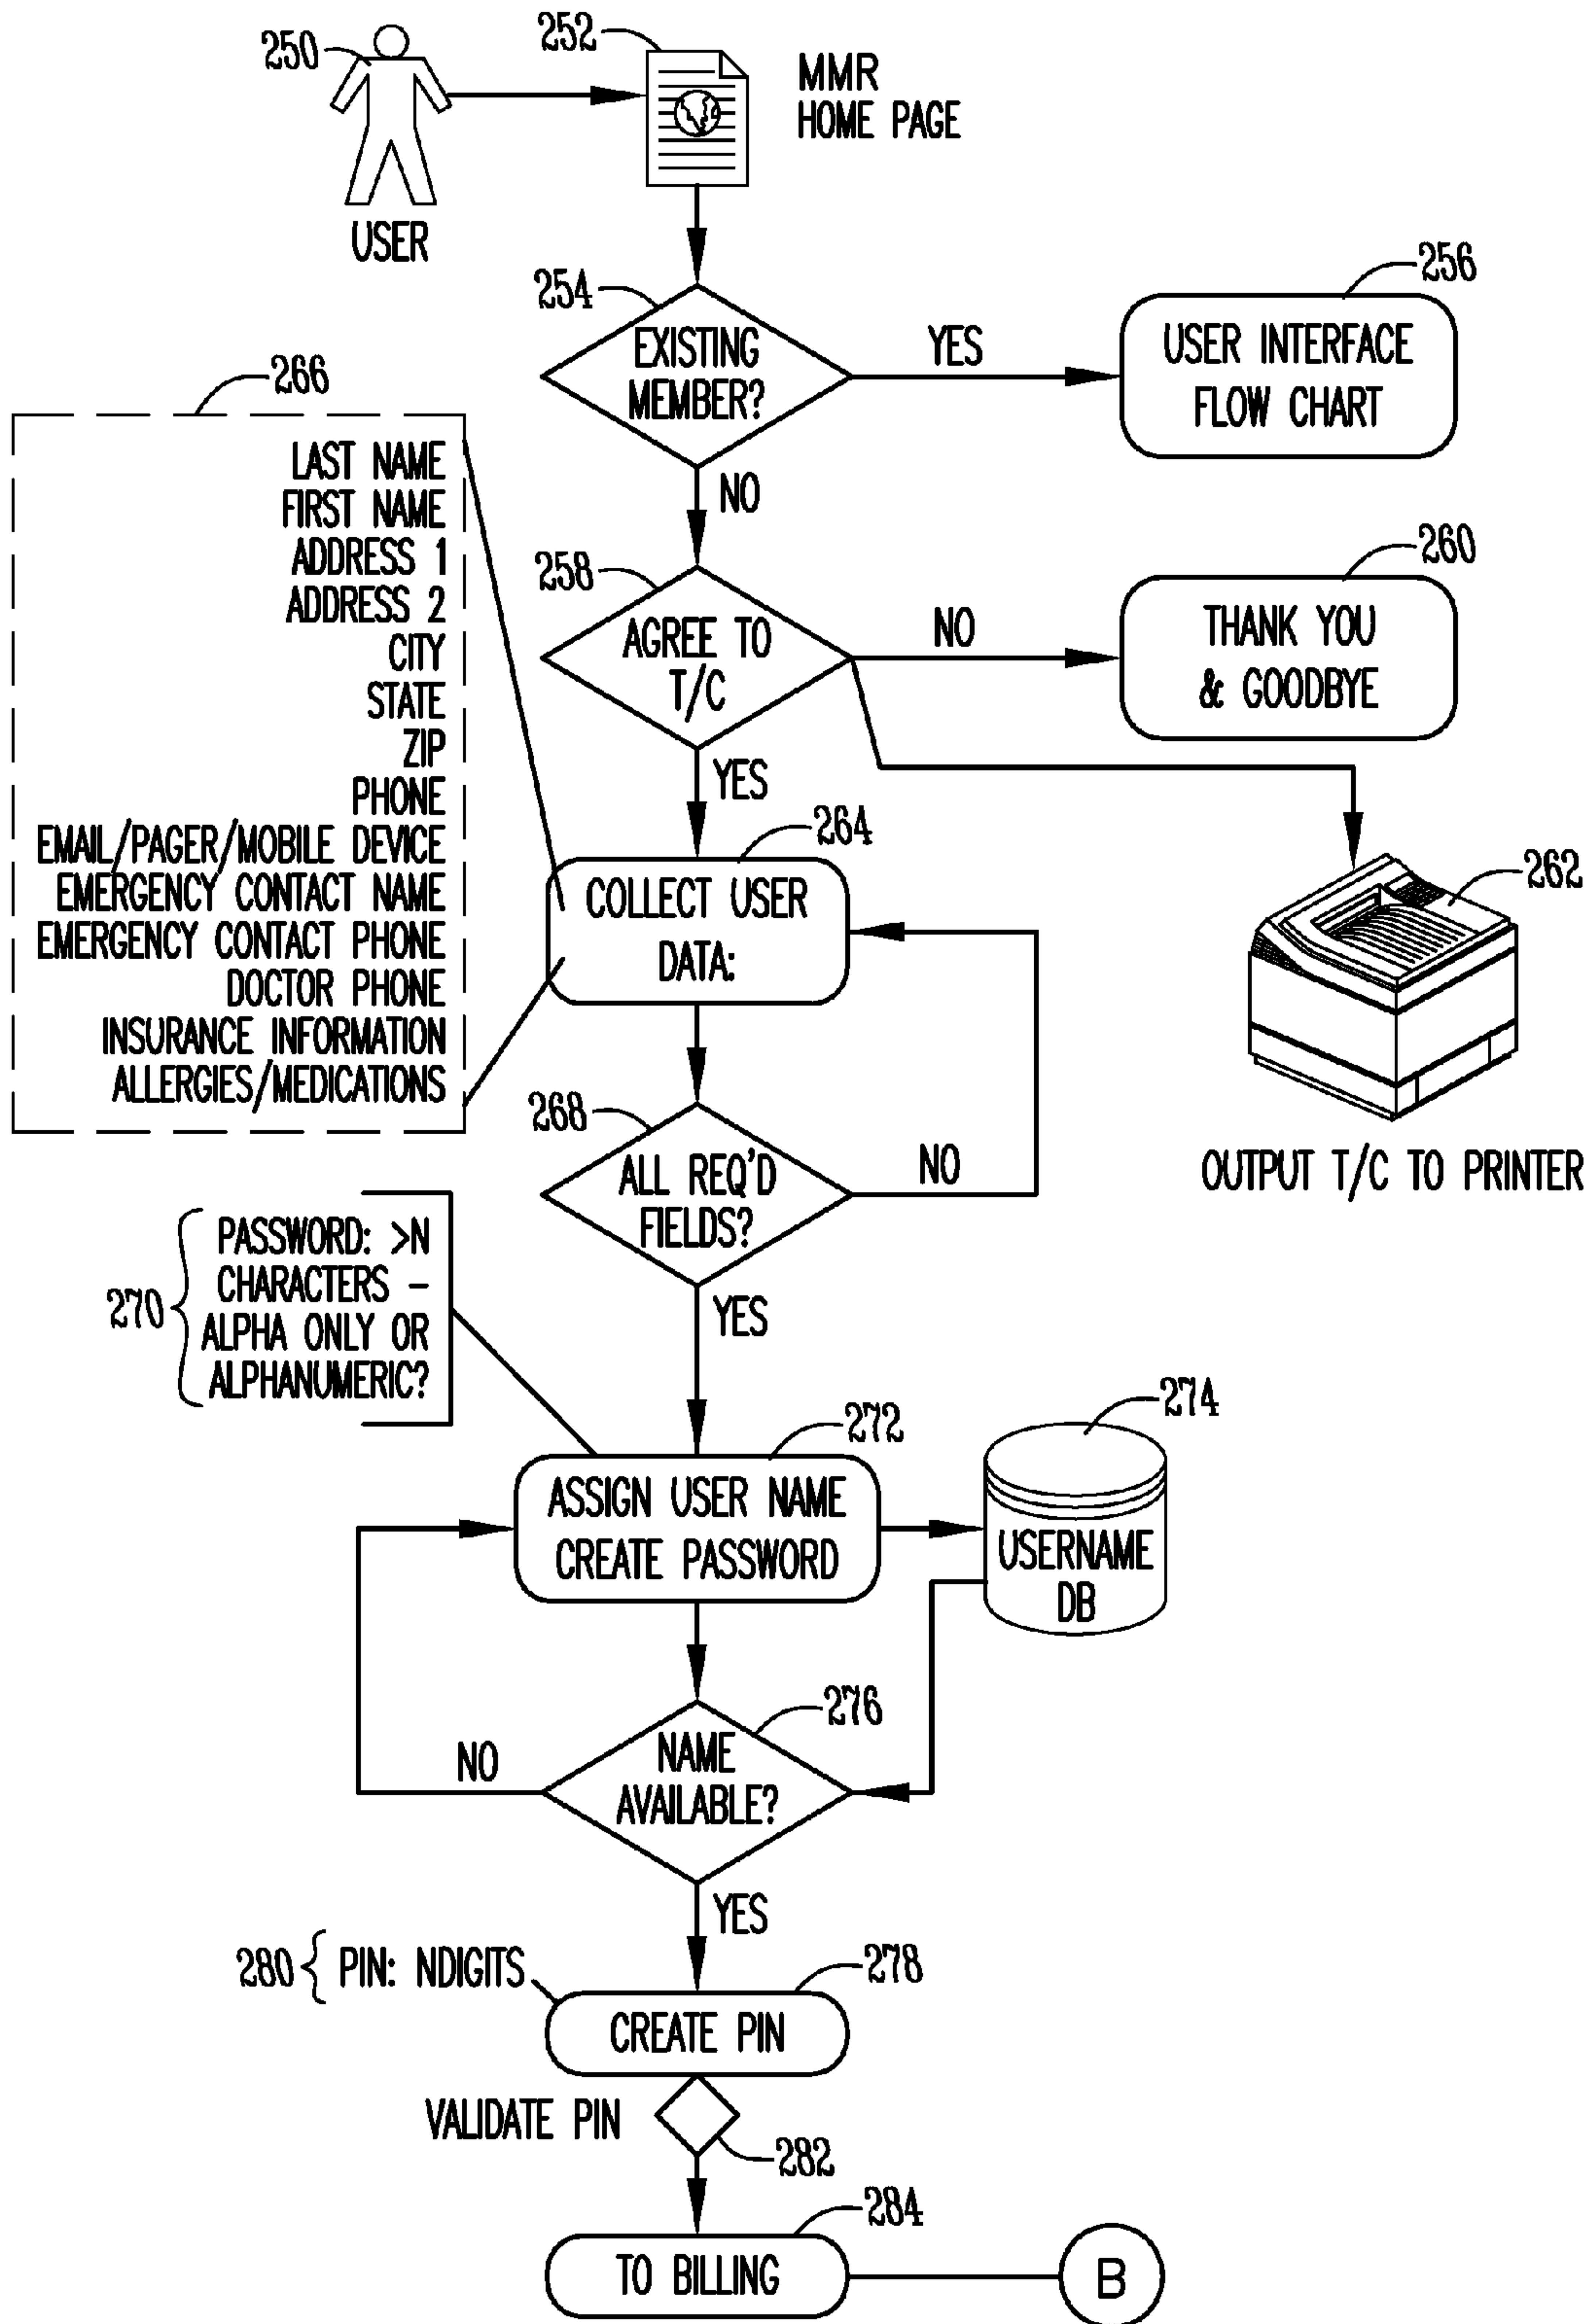 250
252
MMR
HOME PAGE
USER
254
EXISTING
MEMBER?
YES
256
USER INTERFACE
FLOW CHART
NO
266
LAST NAME
FIRST NAME
ADDRESS 1
ADDRESS 2
CITY
STATE
ZIP
PHONE
EMAIL/PAGER/MOBILE DEVICE
EMERGENCY CONTACT NAME
EMERGENCY CONTACT PHONE
DOCTOR PHONE
INSURANCE INFORMATION
ALLERGIES/MEDICATIONS
258
AGREE TO
T/C
NO
260
THANK YOU
& GOODBYE
YES
264
COLLECT USER
DATA:
262
OUTPUT T/C TO PRINTER
268
ALL REQ'D
FIELDS?
NO
YES
270
PASSWORD: >N
CHARACTERS –
ALPHA ONLY OR
ALPHANUMERIC?
272
ASSIGN USER NAME
CREATE PASSWORD
274
USERNAME
DB
276
NAME
AVAILABLE?
NO
YES
280
PIN: NDIGITS
278
CREATE PIN
VALIDATE PIN
282
284
TO BILLING
B